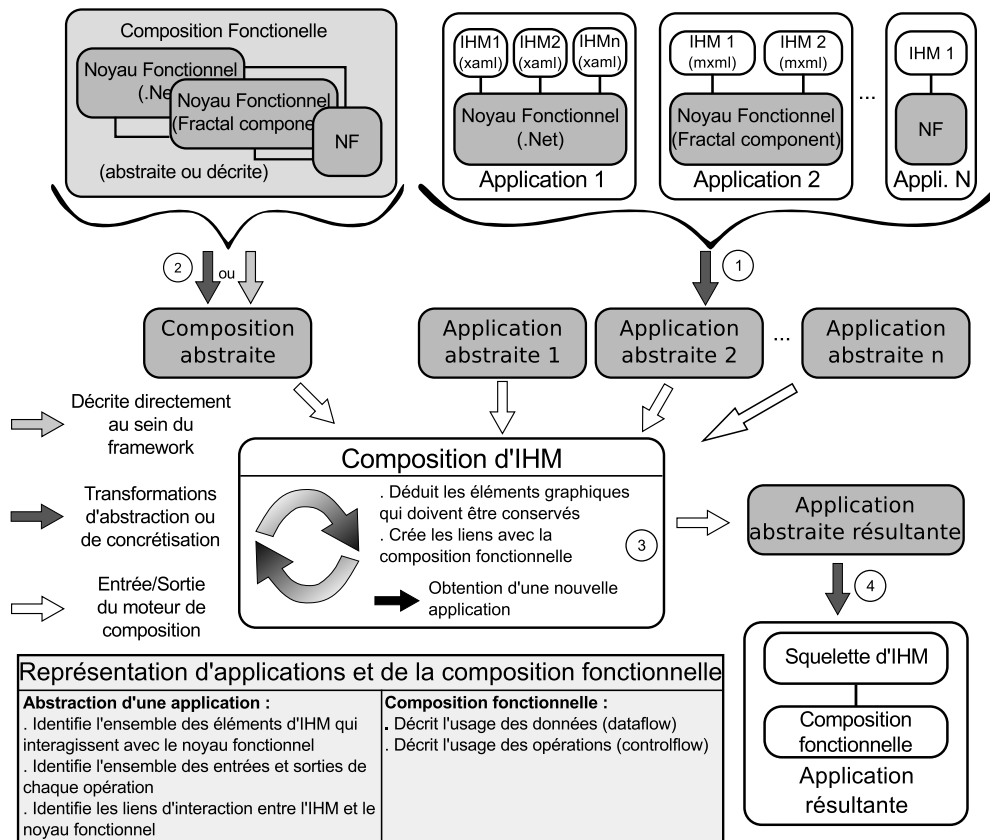 Composition Fonctionelle
Noyau Fonctionnel
(.Ne
Noyau Fonctionnel
(Fractal compone
NF
(abstraite ou décrite)
IHM1
(xaml)
IHM2
(xaml)
IHMn
(xaml)
Noyau Fonctionnel
(.Net)
Application 1
IHM 1
(mxml)
IHM 2
(mxml)
Noyau Fonctionnel
(Fractal component)
Application 2
...
IHM 1
NF
Appli. N
2
ou
1
Composition
abstraite
Application
abstraite 1
Application
abstraite 2
...
Application
abstraite n
Décrite directement
au sein du
framework
Transformations
d'abstraction ou
de concrétisation
Entrée/Sortie
du moteur de
composition
Composition d'IHM
. Déduit les éléments graphiques
qui doivent être conservés
. Crée les liens avec la
composition fonctionnelle
3
Obtention d'une nouvelle
application
Application
abstraite résultante
4
Squelette d'IHM
Composition
fonctionnelle
Application
résultante
Représentation d'applications et de la composition fonctionnelle
Abstraction d'une application :
. Identifie l'ensemble des éléments d'IHM qui
interagissent avec le noyau fonctionnel
. Identifie l'ensemble des entrées et sorties de
chaque opération
. Identifie les liens d'interaction entre l'IHM et le
noyau fonctionnel
Composition fonctionnelle :
. Décrit l'usage des données (dataflow)
. Décrit l'usage des opérations (controlflow)